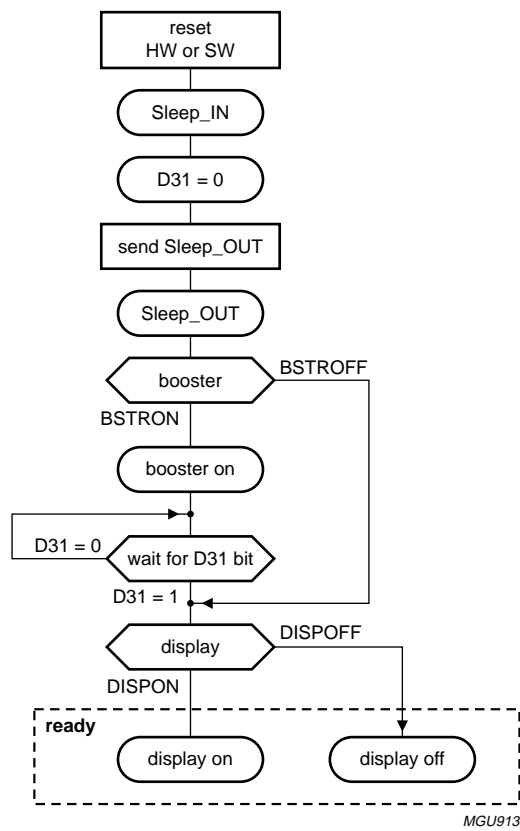 reset
HW or SW
Sleep_IN
D31 = 0
send Sleep_OUT
Sleep_OUT
booster
BSTROFF
BSTRON
booster on
D31 = 0
wait for D31 bit
D31 = 1
display
DISPOFF
DISPON
ready
display on
display off
MGU913